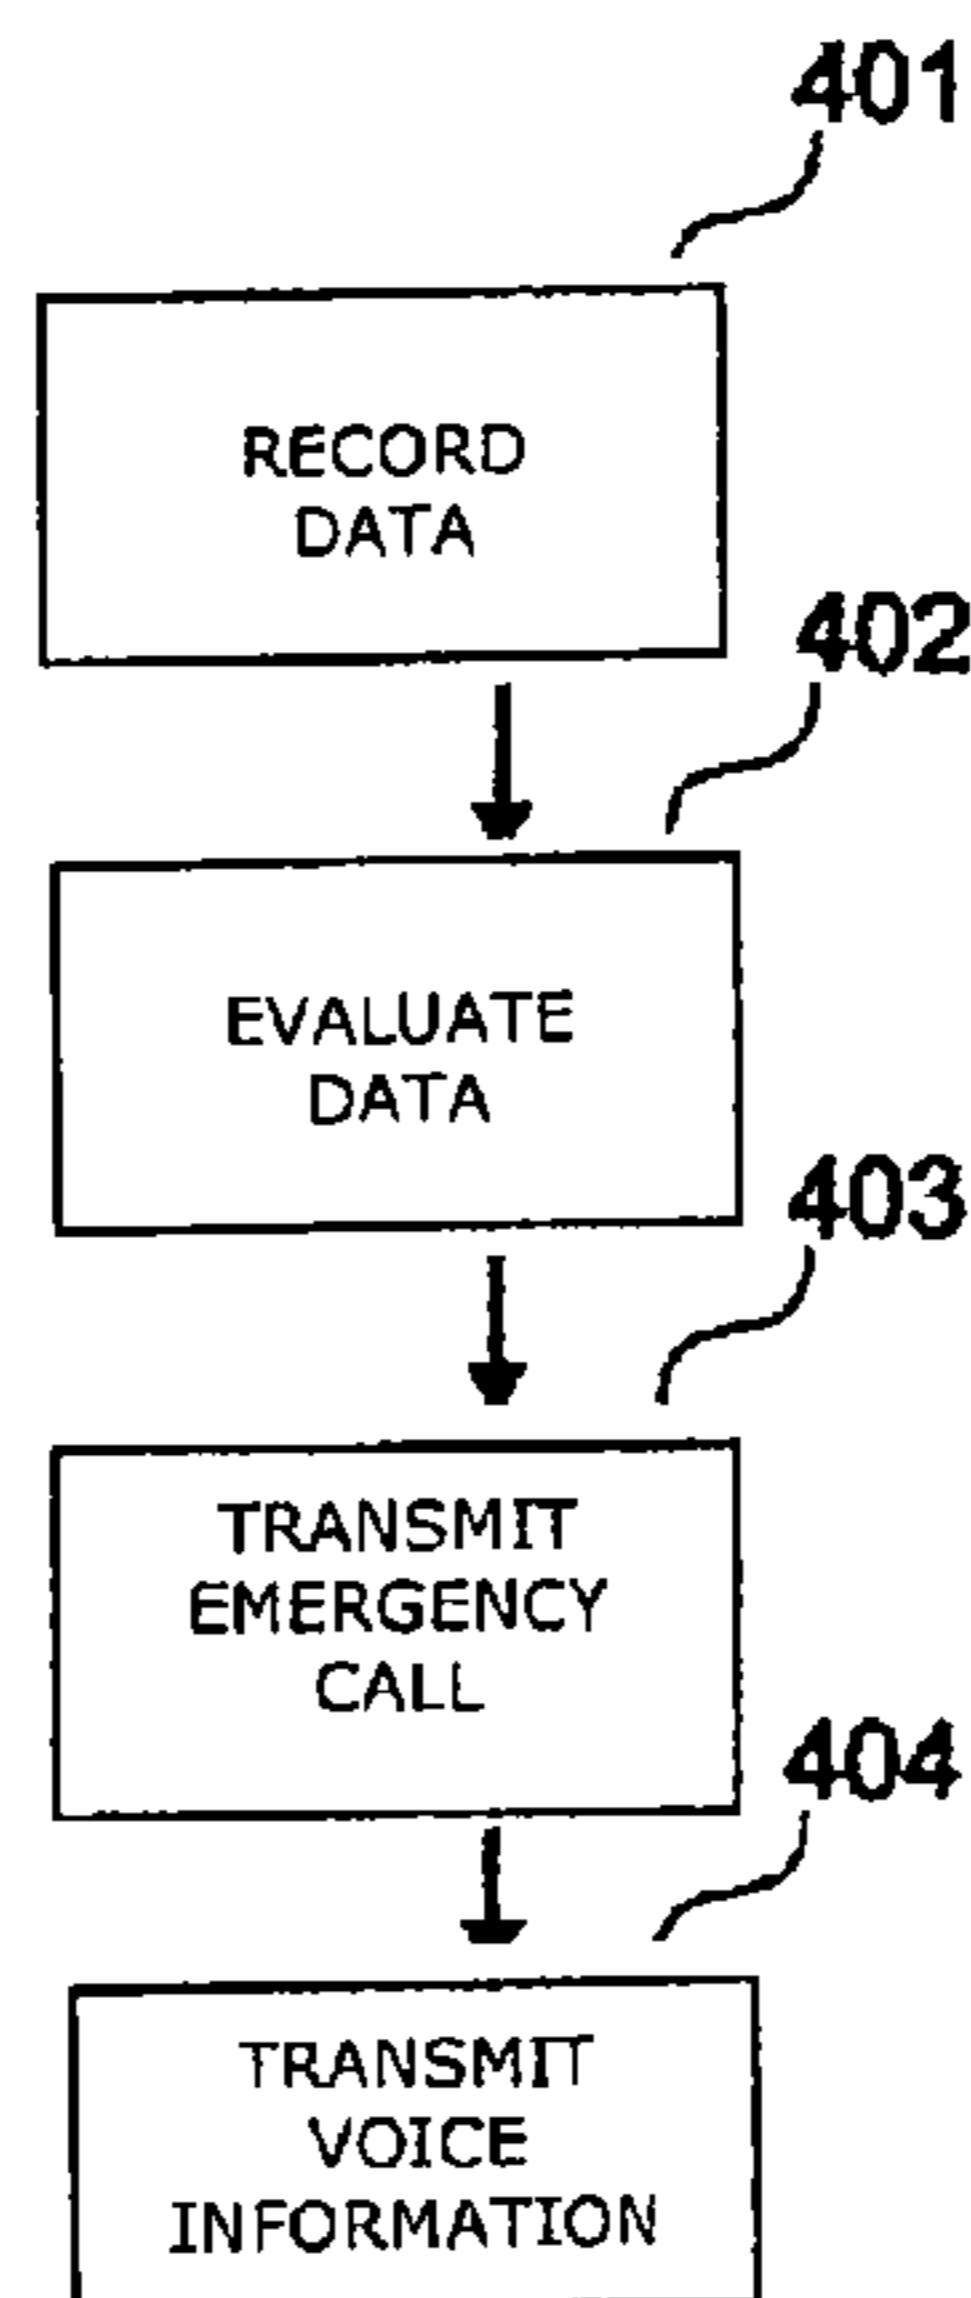 401
RECORD
DATA
402
EVALUATE
DATA
403
TRANSMIT
EMERGENCY
CALL
404
TRANSMIT
VOICE
INFORMATION